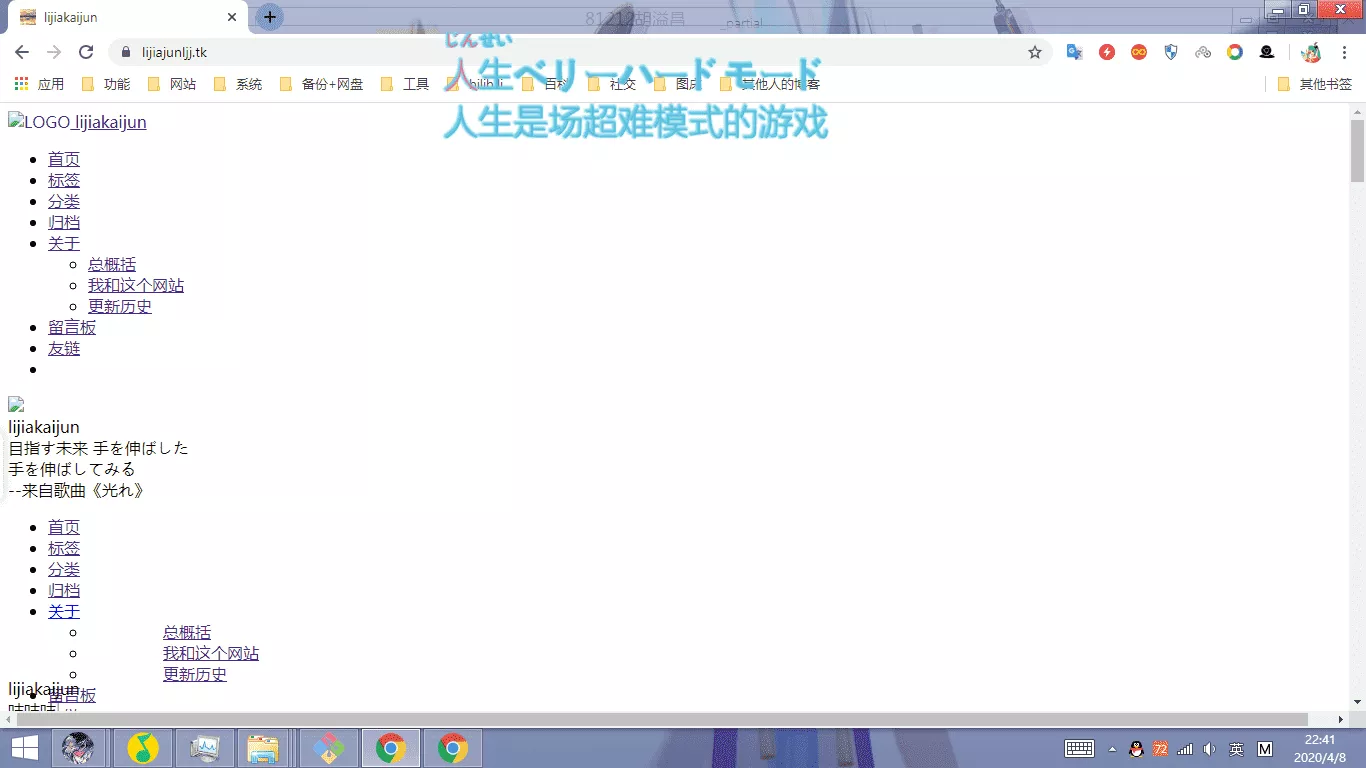 lijiakaijun
81212胡溢昌
_partial
lijiajunljj.tk
じんせい
人生ベリーハードモード
应用 功能 网站 系统 备份+网盘 工具 bilibili 百科 社交 图床 其他人的博客 其他书签
人生是场超难模式的游戏
LOGO lijiakaijun
首页
标签
分类
归档
关于
总概括
我和这个网站
更新历史
留言板
友链
lijiakaijun
目指す未来 手を伸ばした
手を伸ばしてみる
--来自歌曲《光れ》
首页
标签
分类
归档
关于
总概括
我和这个网站
更新历史
lijiakaijun
留言板
72
英
M
22:41
2020/4/8